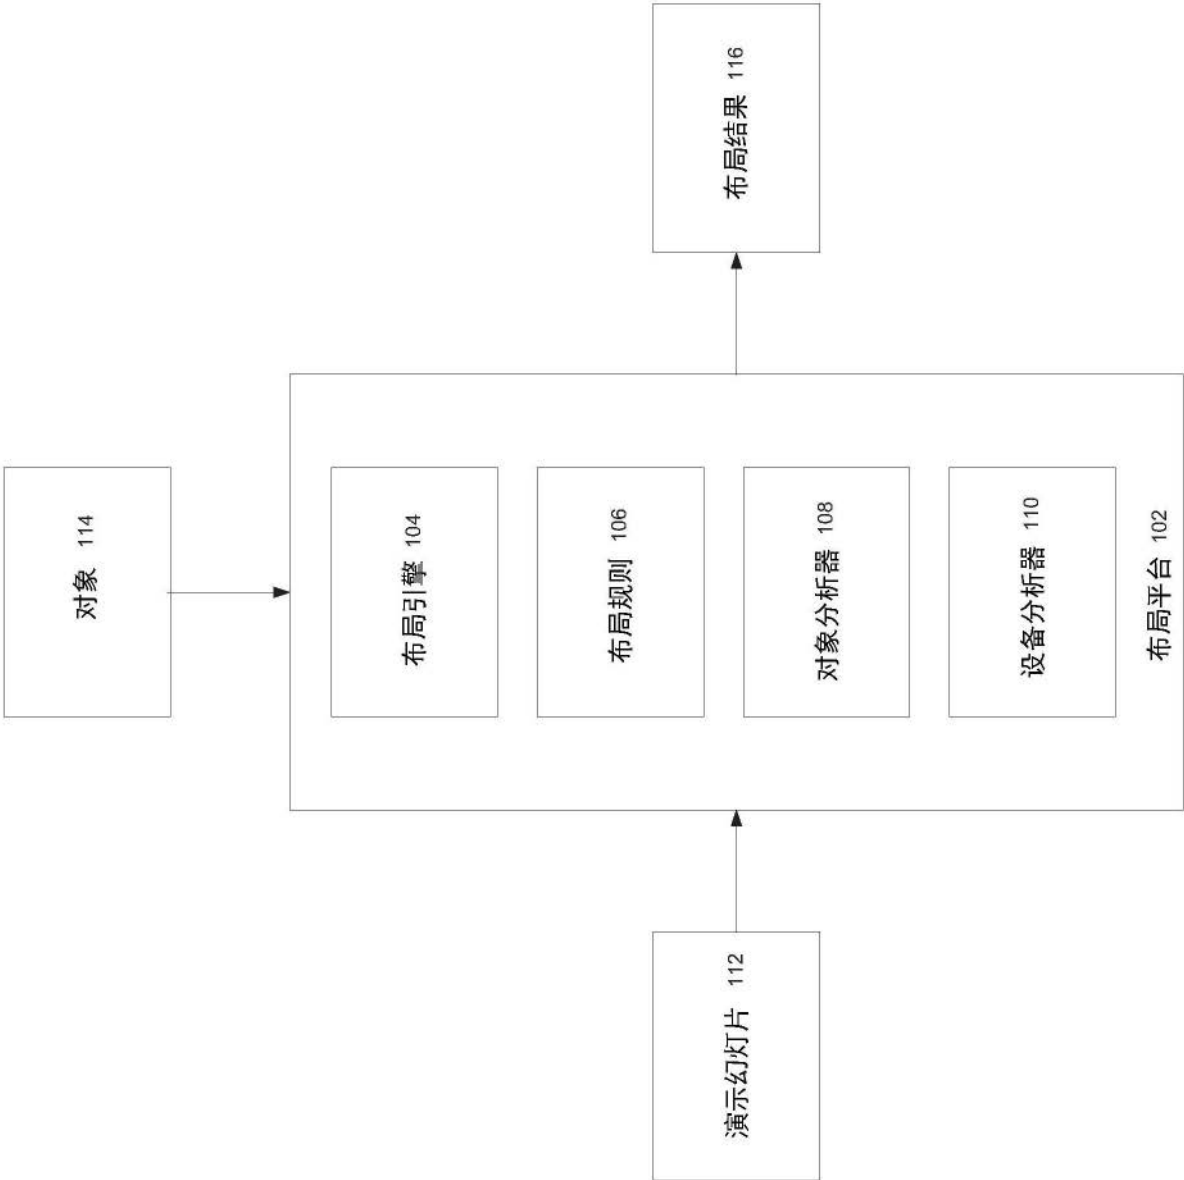 对象 114
演示幻灯片 112
布局引擎 104
布局规则 106
对象分析器 108
设备分析器 110
布局平台 102
布局结果 116